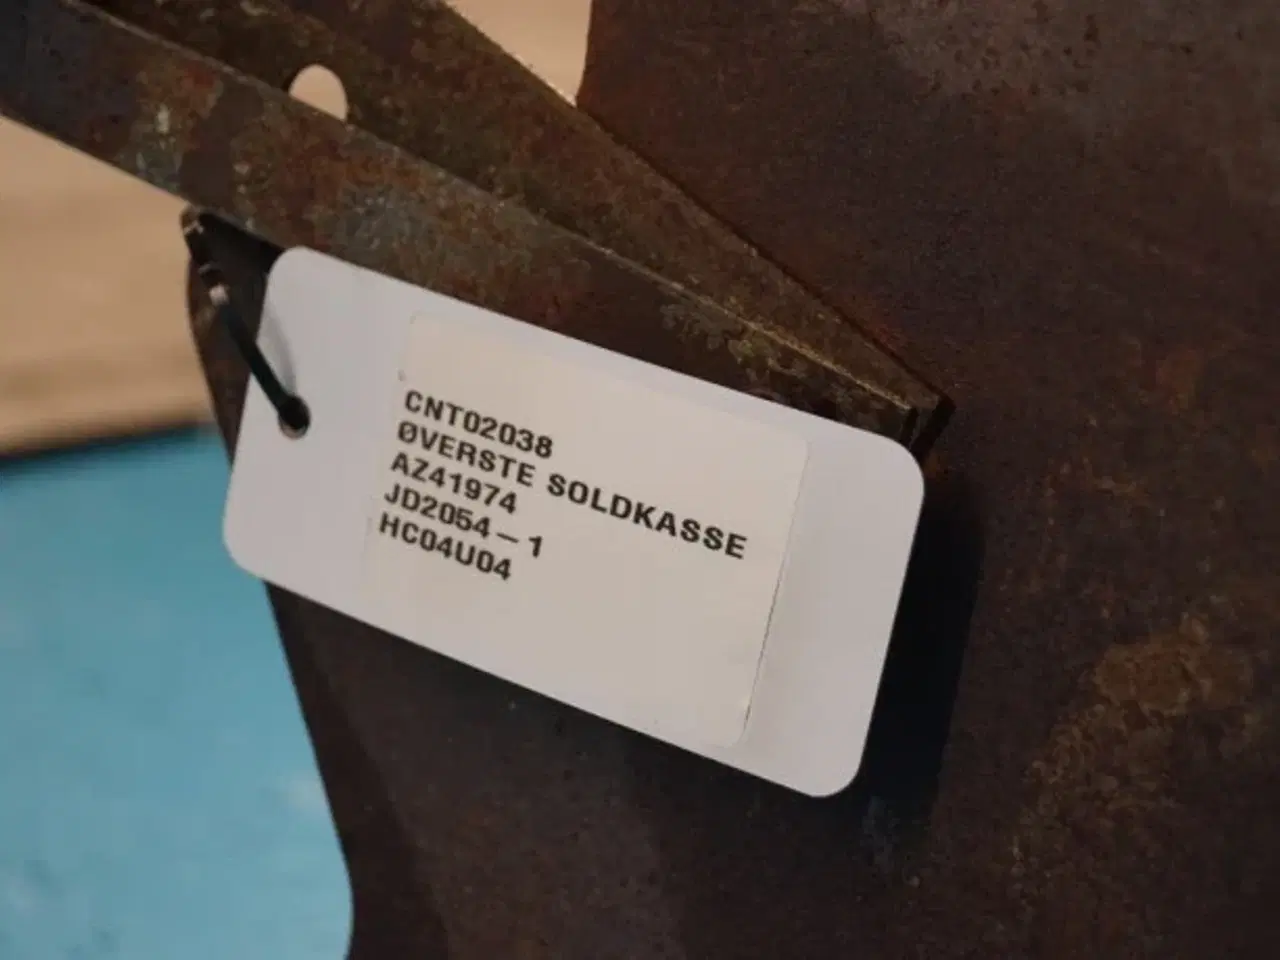 CNT02038
ØVERSTE SOLDKASSE
AZ41974
JD2054-1
HC04U04